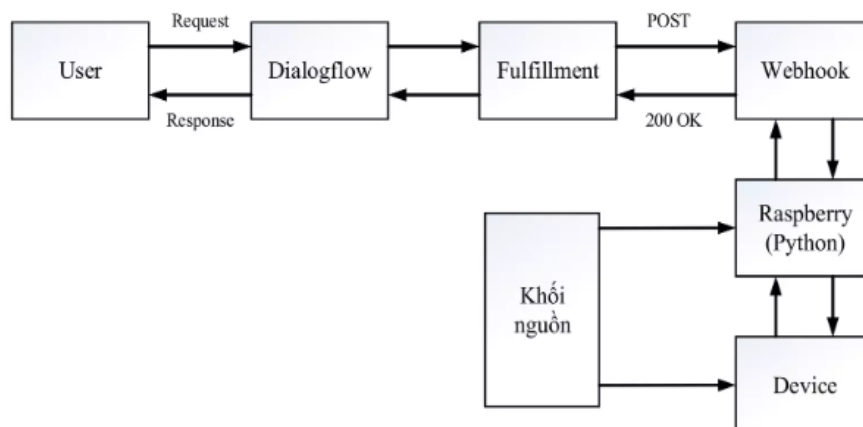 Request
POST
User
Dialogflow
Fulfillment
Webhook
Response
200 OK
Raspberry
(Python)
Khối
nguồn
Device